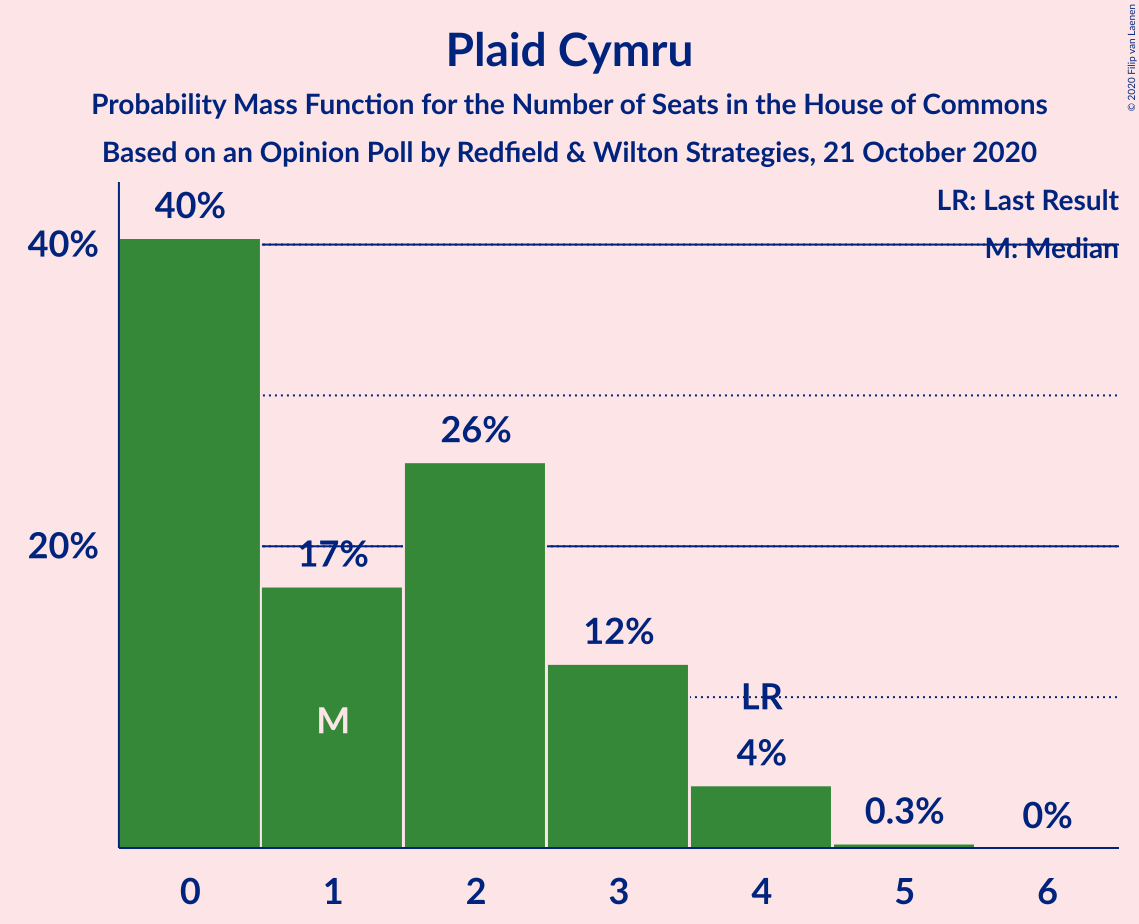 Plaid Cymru
Probability Mass Function for the Number of Seats in the House of Commons
Based on an Opinion Poll by Redfield & Wilton Strategies, 21 October 2020
© 2020 Filip van Laenen
LR: Last Result
M: Median
40%
20%
40%
17%
26%
12%
4%
0.3%
0%
M
LR
0 1 2 3 4 5 6